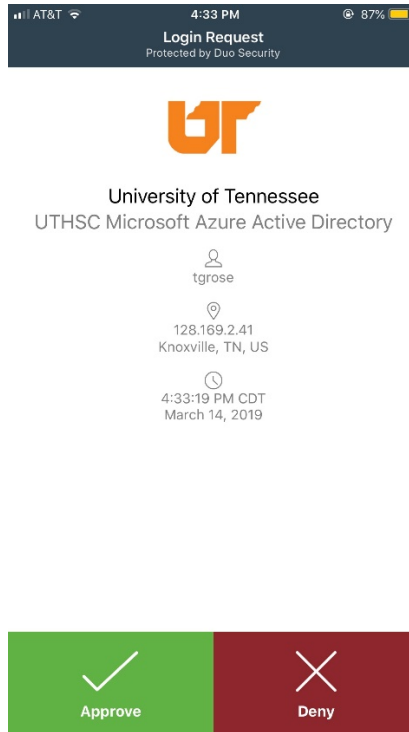 AT&T 4:33 PM 87%
Login Request
Protected by Duo Security
UT
University of Tennessee
UTHSC Microsoft Azure Active Directory
tgrose
128.169.2.41
Knoxville, TN, US
4:33:19 PM CDT
March 14, 2019
Approve Deny